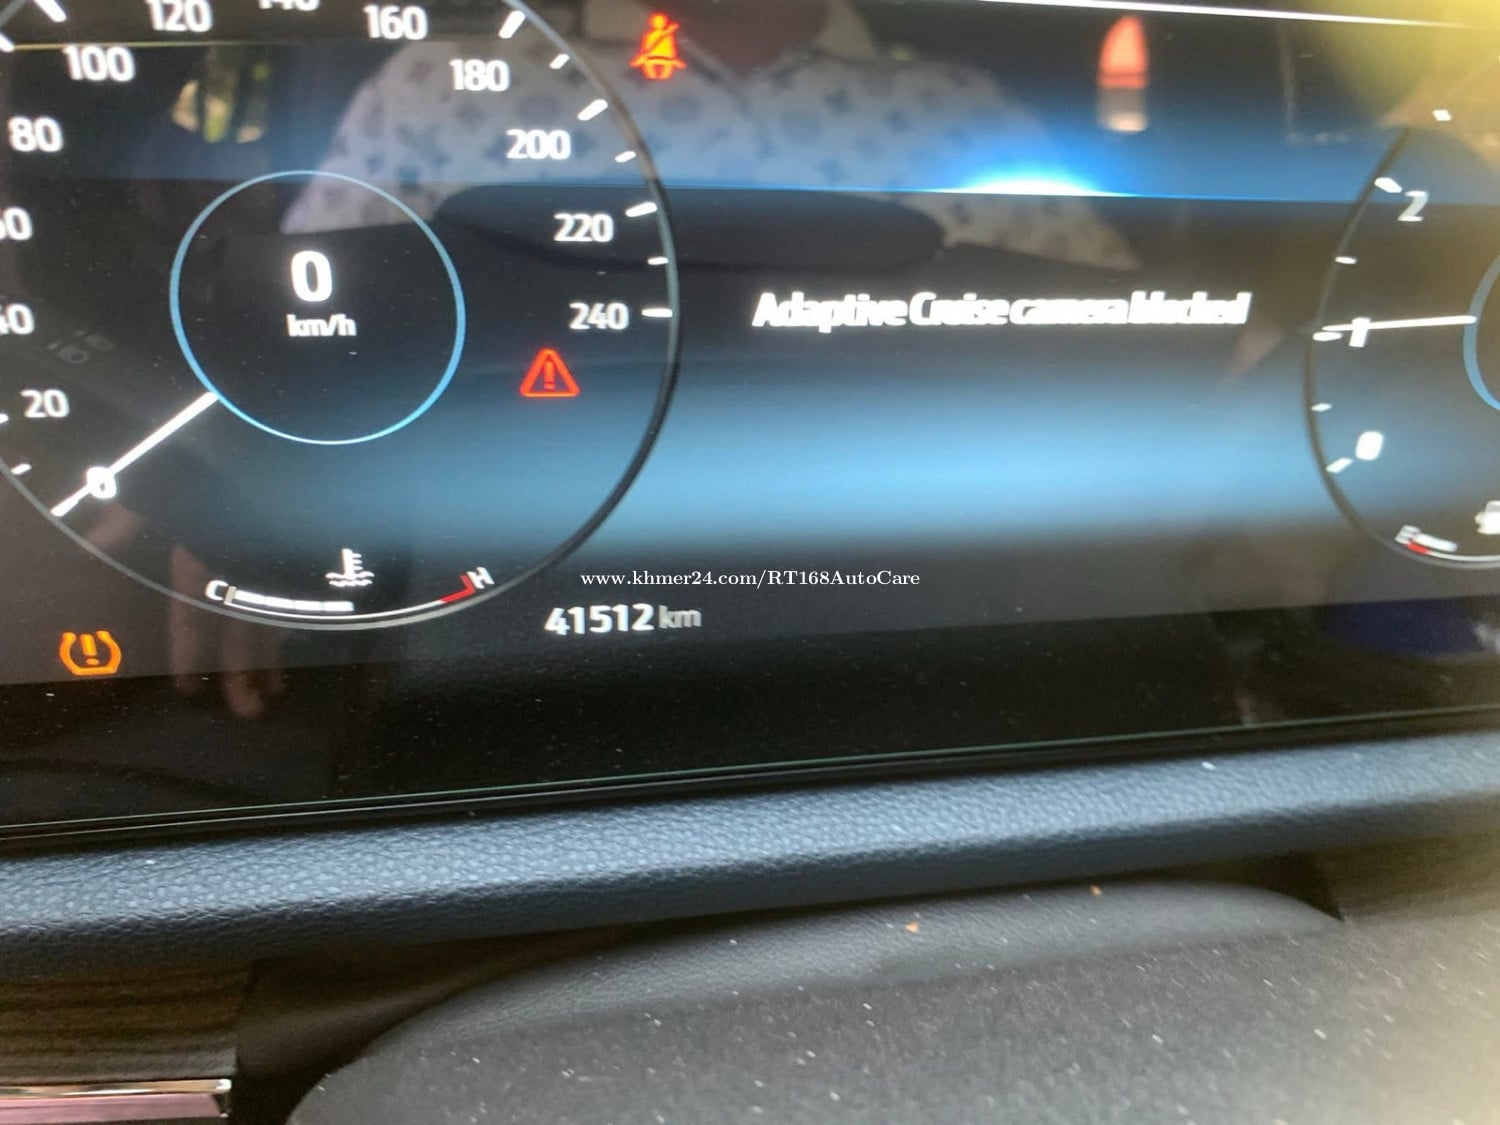 120
140
160
100
180
80
200
220
0
km/h
240
20
0
Adaptive Cruise camera blocked
2
1
0
C
H
E
www.khmer24.com/RT168AutoCare
41512 km